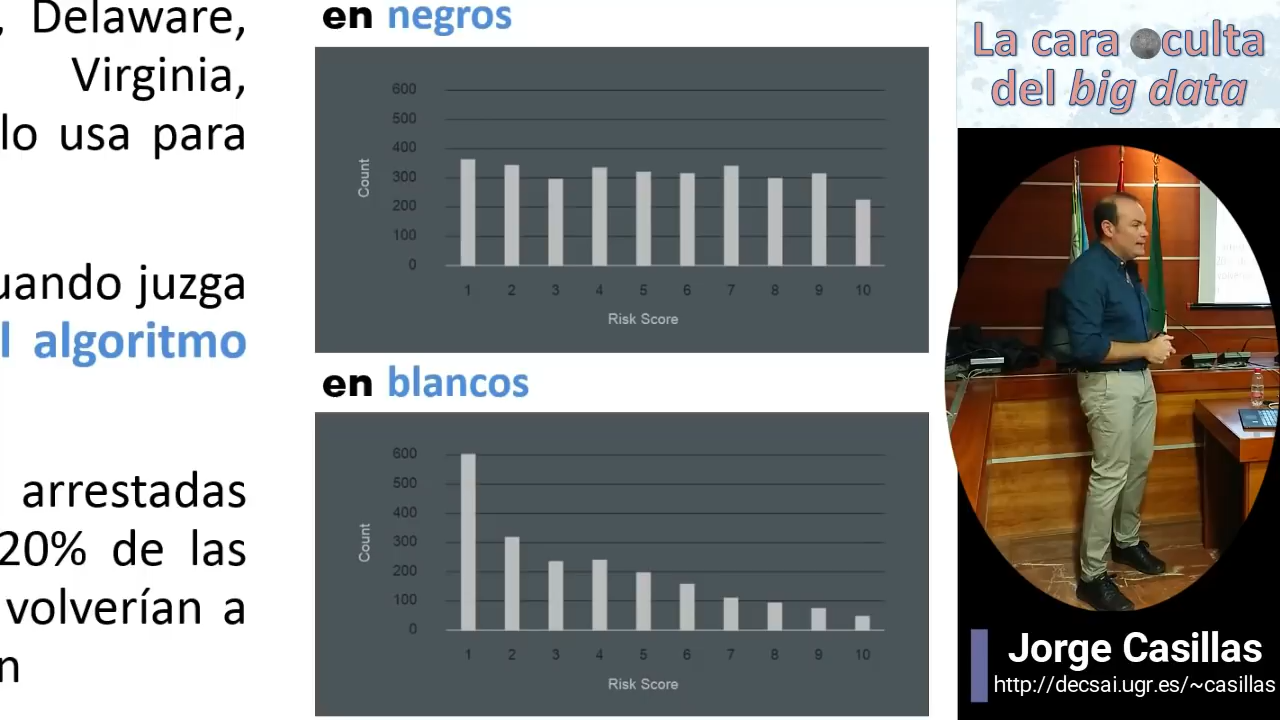 , Delaware,
Virginia,
lo usa para
uando juzga
l algoritmo
arrestadas
20% de las
volverían a
n
en negros
600
500
400
300
200
100
0
Count
1 2 3 4 5 6 7 8 9 10
Risk Score
en blancos
600
500
400
300
200
100
0
Count
1 2 3 4 5 6 7 8 9 10
Risk Score
La cara oculta
del big data
Jorge Casillas
http://decsai.ugr.es/~casillas